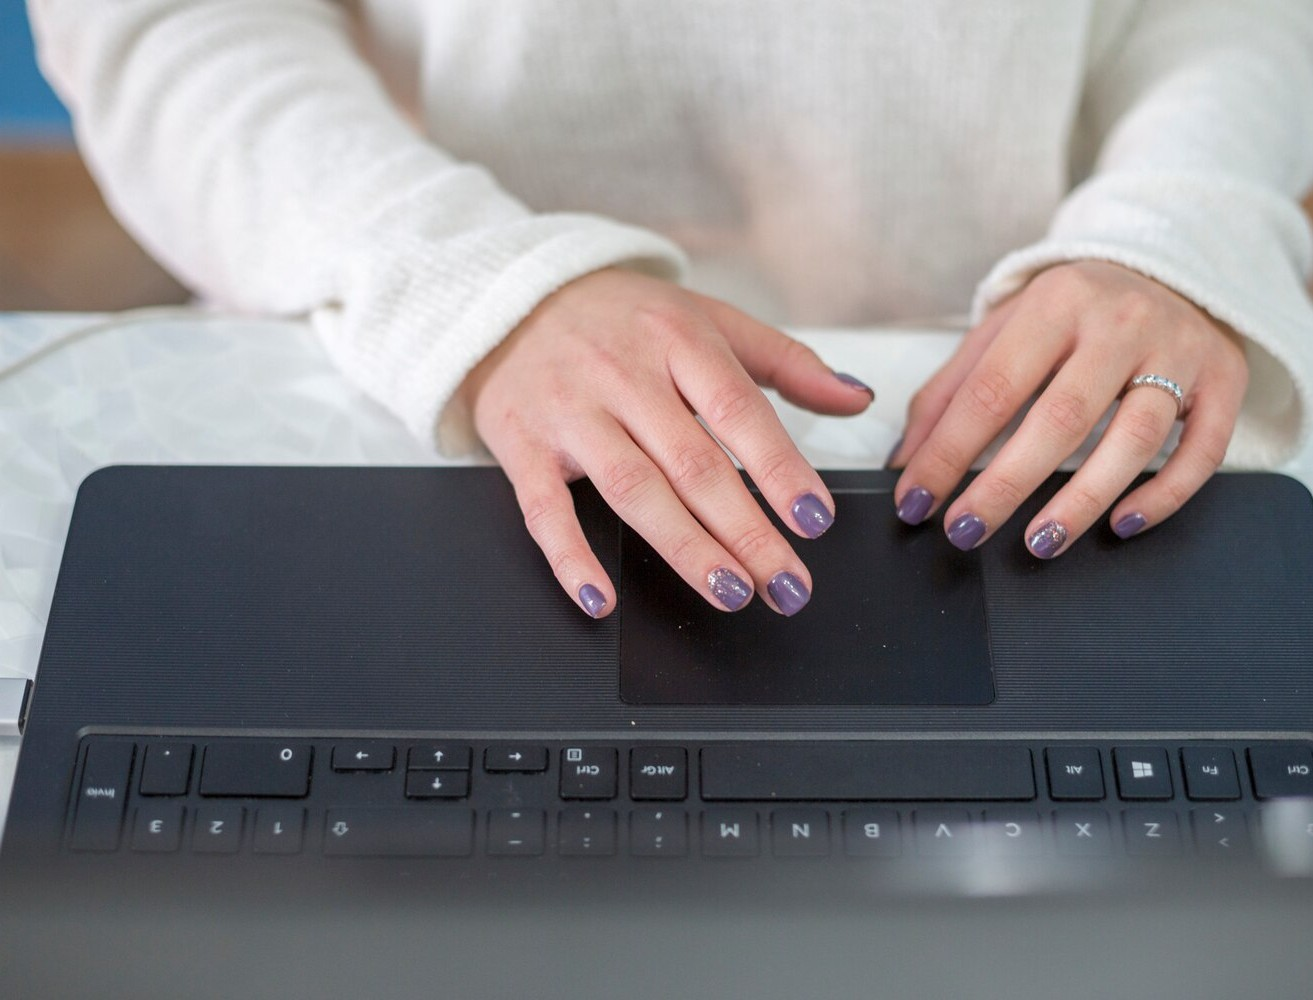 Ctrl Fn Alt AltGr Ctrl 0 .
> < Z X C V B N M ; , : . _ - 1 2 3 Invio